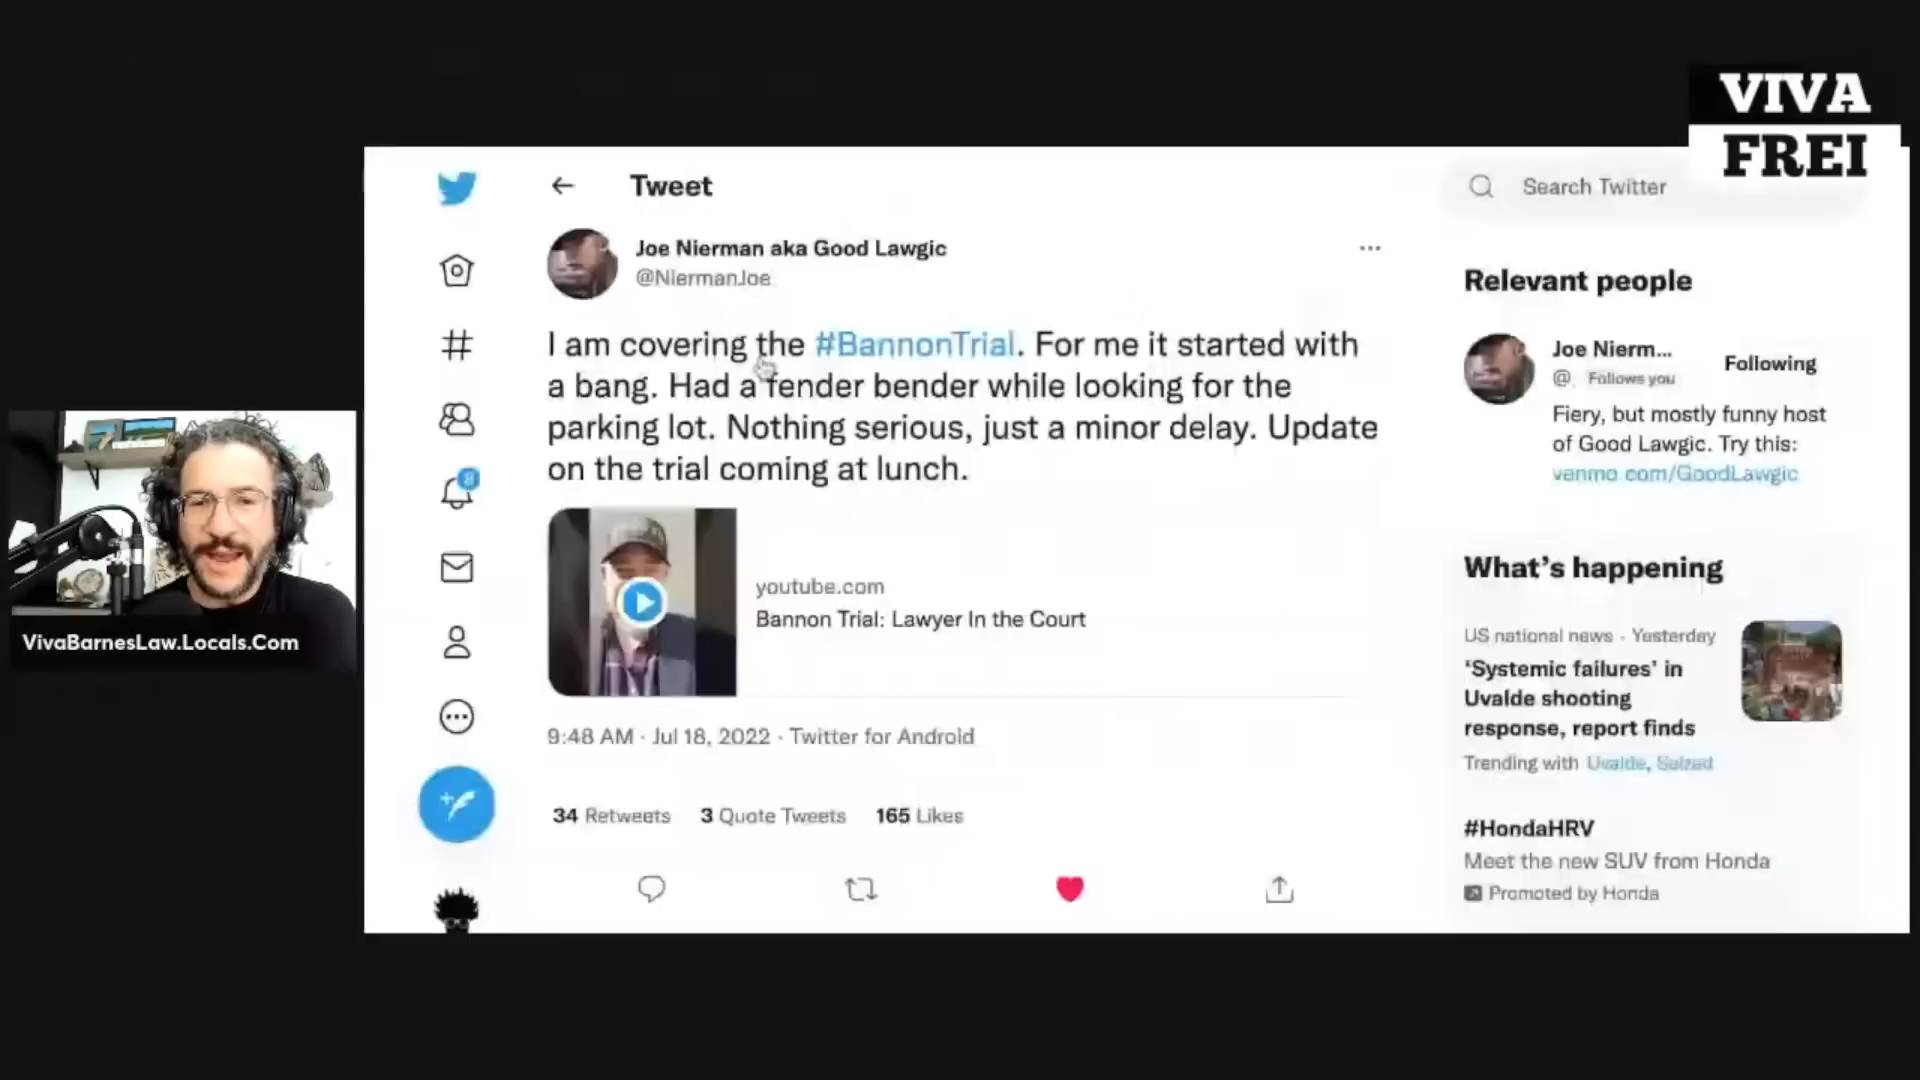 VIVA
FREI
Tweet
Search Twitter
Joe Nierman aka Good Lawgic
@NiermanJoe
I am covering the #BannonTrial. For me it started with
a bang. Had a fender bender while looking for the
parking lot. Nothing serious, just a minor delay. Update
on the trial coming at lunch.
youtube.com
Bannon Trial: Lawyer In the Court
9:48 AM · Jul 18, 2022 · Twitter for Android
34 Retweets 3 Quote Tweets 165 Likes
Relevant people
Joe Nierm...
@ Follows you
Following
Fiery, but mostly funny host
of Good Lawgic. Try this:
venmo.com/GoodLawgic
What's happening
US national news · Yesterday
'Systemic failures' in
Uvalde shooting
response, report finds
Trending with Uvalde, Seized
#HondaHRV
Meet the new SUV from Honda
Promoted by Honda
VivaBarnesLaw.Locals.Com